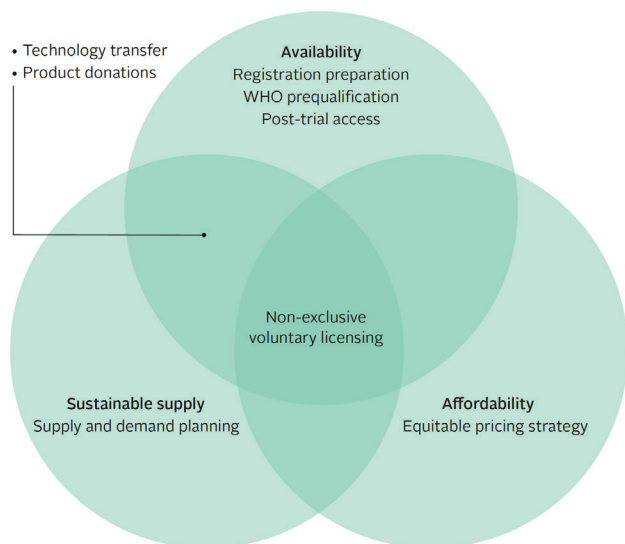 • Technology transfer
• Product donations
Availability
Registration preparation
WHO prequalification
Post-trial access
Non-exclusive
voluntary licensing
Sustainable supply
Supply and demand planning
Affordability
Equitable pricing strategy